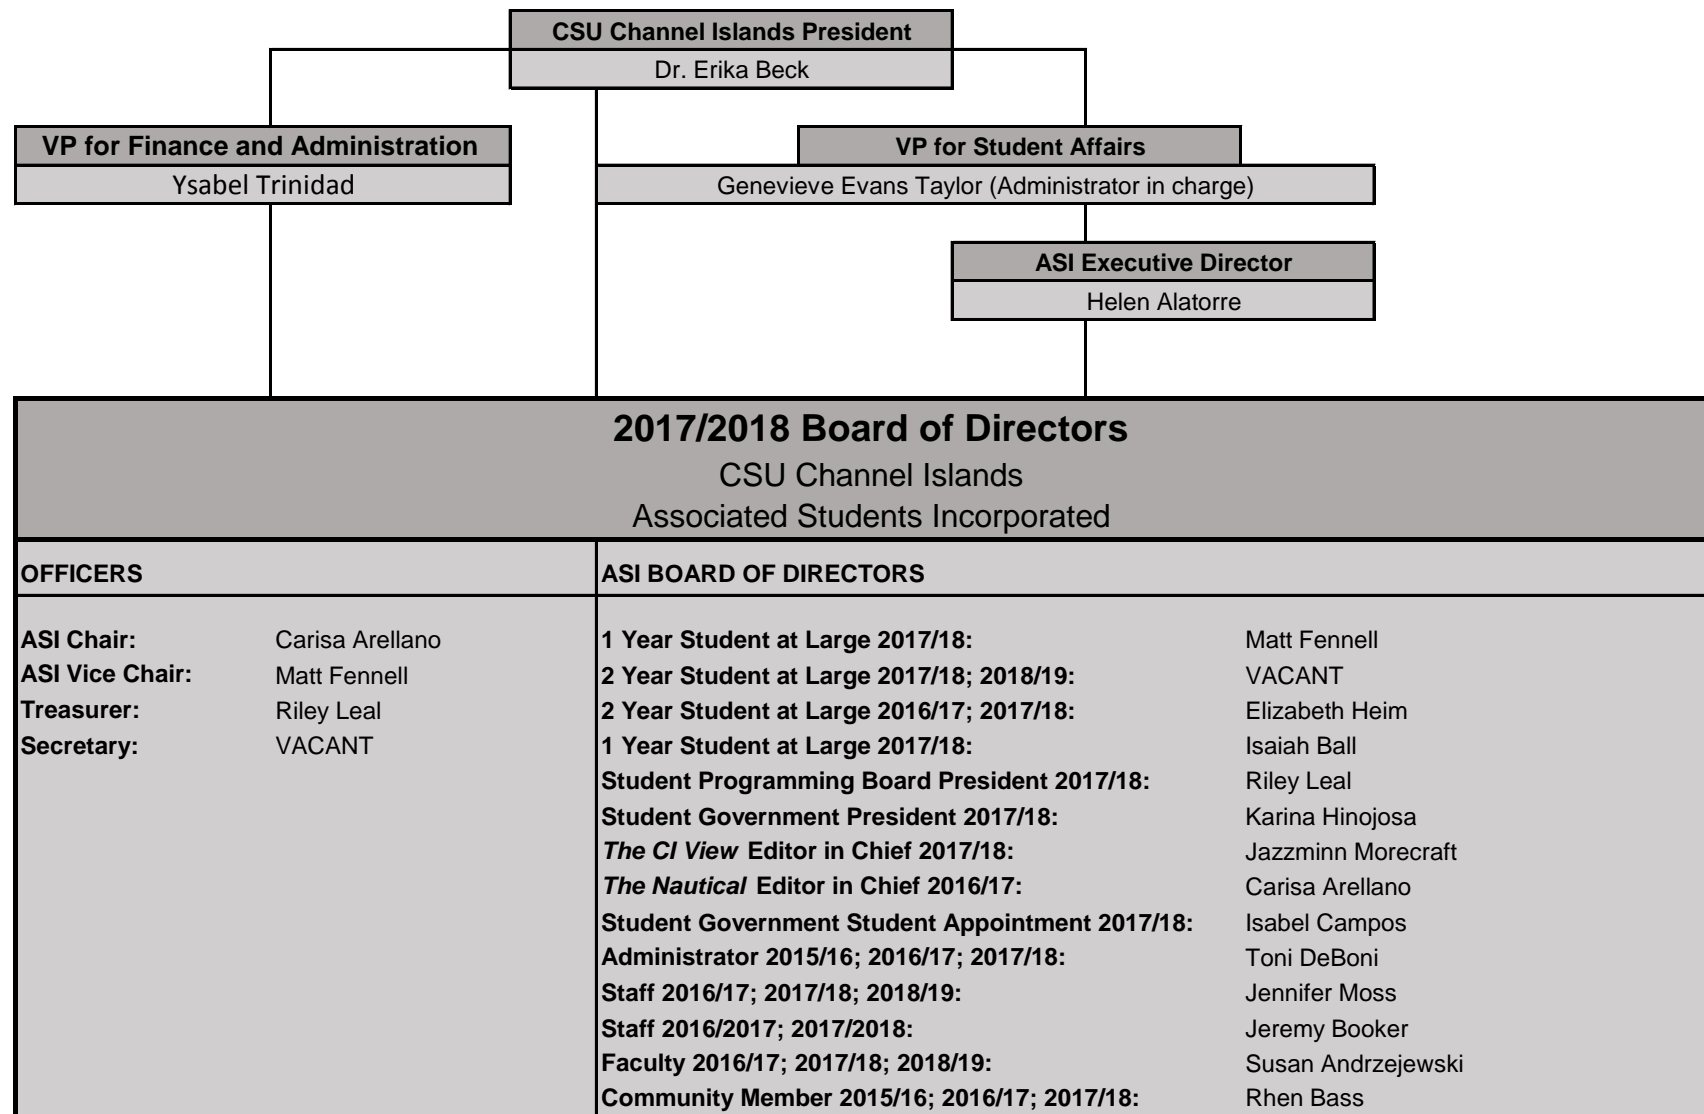 CSU Channel Islands President
Dr. Erika Beck
VP for Finance and Administration
Ysabel Trinidad
VP for Student Affairs
Genevieve Evans Taylor (Administrator in charge)
ASI Executive Director
Helen Alatorre
2017/2018 Board of Directors
CSU Channel Islands
Associated Students Incorporated
OFFICERS
ASI Chair: Carisa Arellano
ASI Vice Chair: Matt Fennell
Treasurer: Riley Leal
Secretary: VACANT
ASI BOARD OF DIRECTORS
1 Year Student at Large 2017/18: Matt Fennell
2 Year Student at Large 2017/18; 2018/19: VACANT
2 Year Student at Large 2016/17; 2017/18: Elizabeth Heim
1 Year Student at Large 2017/18: Isaiah Ball
Student Programming Board President 2017/18: Riley Leal
Student Government President 2017/18: Karina Hinojosa
The CI View Editor in Chief 2017/18: Jazzminn Morecraft
The Nautical Editor in Chief 2016/17: Carisa Arellano
Student Government Student Appointment 2017/18: Isabel Campos
Administrator 2015/16; 2016/17; 2017/18: Toni DeBoni
Staff 2016/17; 2017/18; 2018/19: Jennifer Moss
Staff 2016/2017; 2017/2018: Jeremy Booker
Faculty 2016/17; 2017/18; 2018/19: Susan Andrzejewski
Community Member 2015/16; 2016/17; 2017/18: Rhen Bass